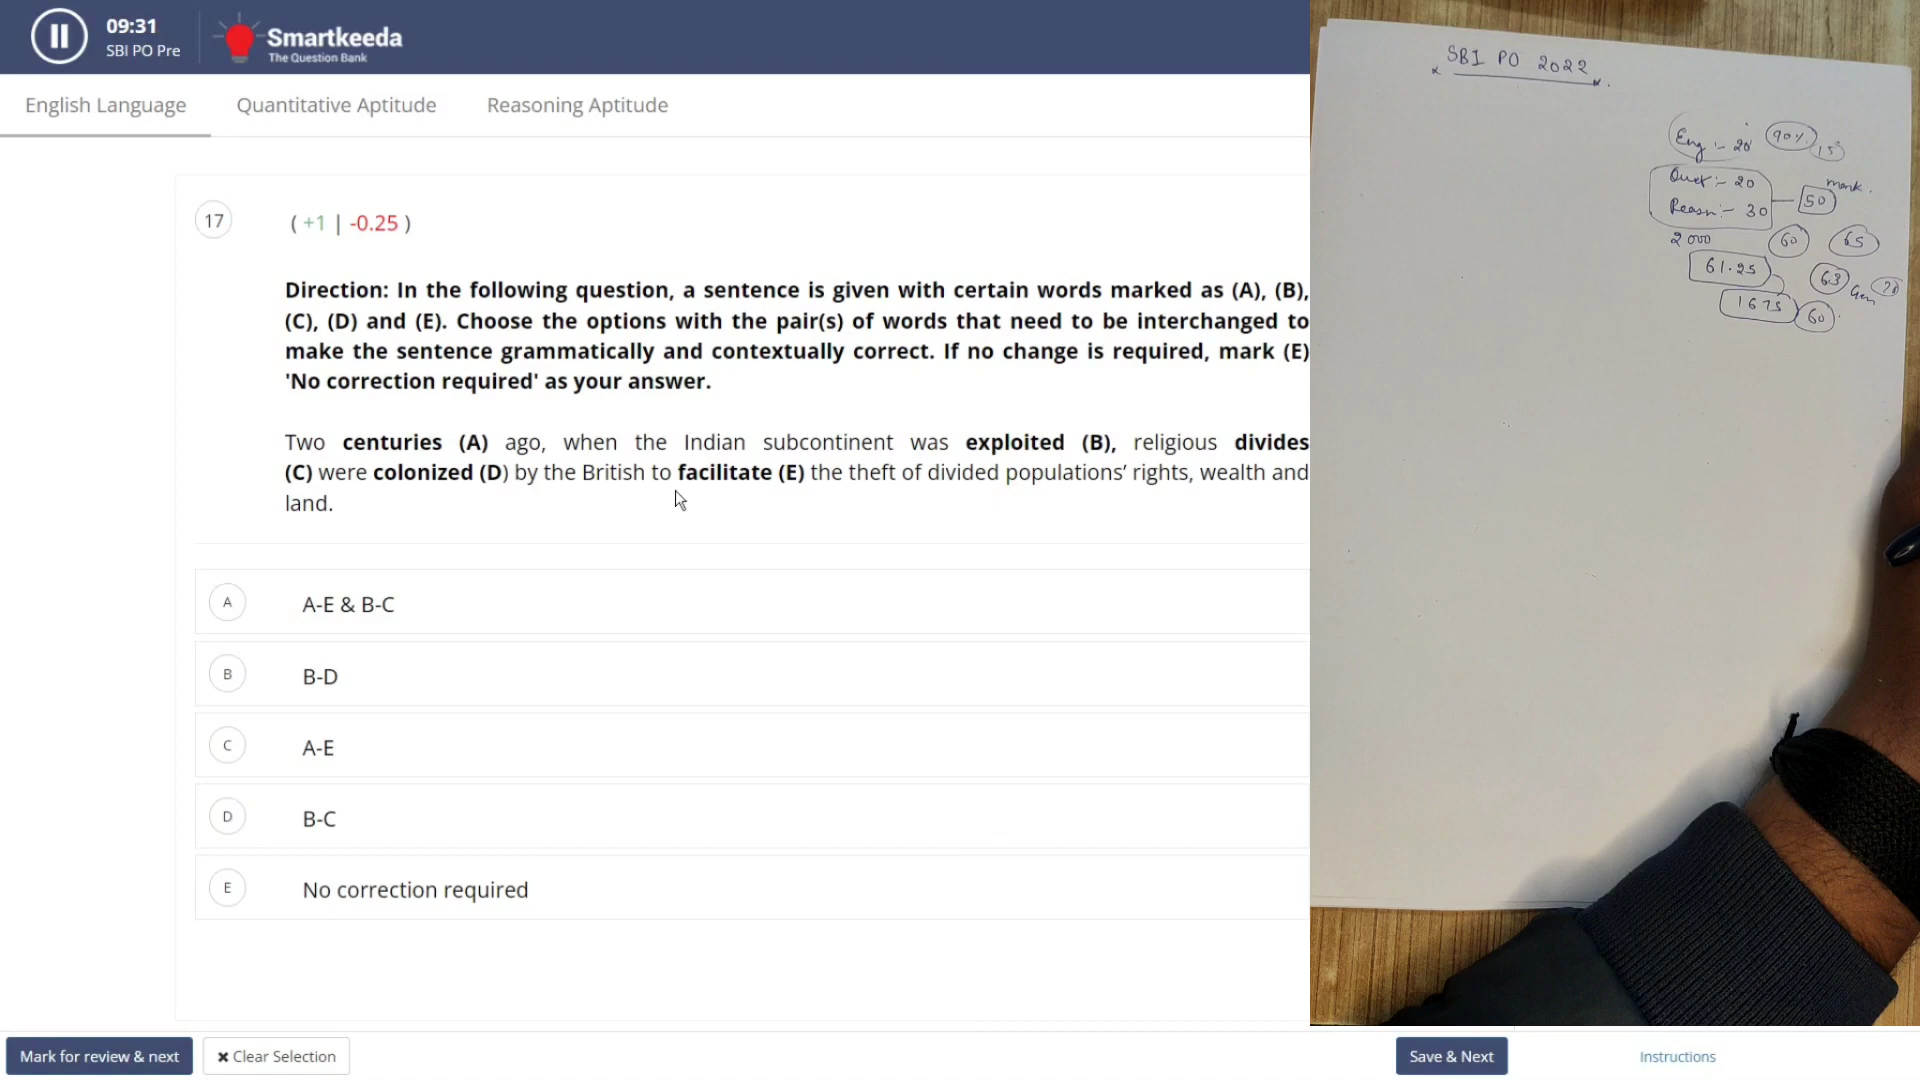 09:31
SBI PO Pre
Smartkeeda
The Question Bank
English Language
Quantitative Aptitude
Reasoning Aptitude
17
( +1 | -0.25 )
Direction: In the following question, a sentence is given with certain words marked as (A), (B),
(C), (D) and (E). Choose the options with the pair(s) of words that need to be interchanged to
make the sentence grammatically and contextually correct. If no change is required, mark (E)
'No correction required' as your answer.
Two centuries (A) ago, when the Indian subcontinent was exploited (B), religious divides
(C) were colonized (D) by the British to facilitate (E) the theft of divided populations’ rights, wealth and
land.
A
A-E & B-C
B
B-D
C
A-E
D
B-C
E
No correction required
Mark for review & next
Clear Selection
Save & Next
Instructions
SBI PO 2022
Eng :- 20 90%
15
Quet :- 20
mark.
Reason :- 30
50
2000
60
65
61.25
63
Gen
1675
60